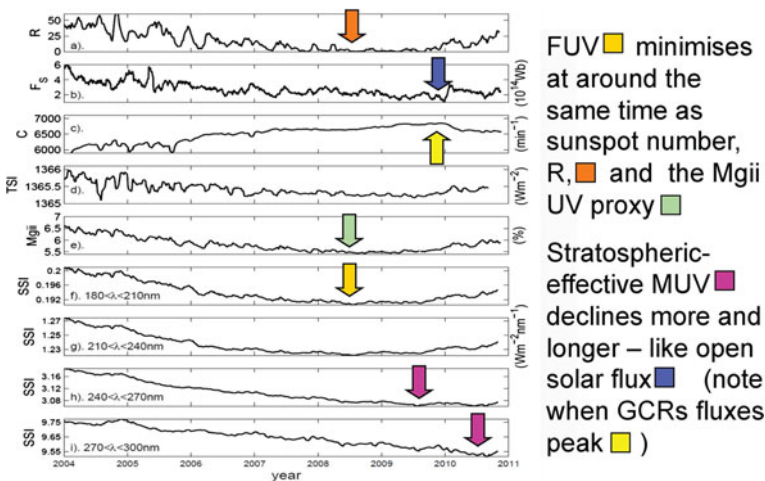 R
50
25
0
a).
Fs
6
4
2
b).
(10^14 Wb)
C
7000
6500
6000
c).
(min⁻¹)
TSI
1366
1365.5
1365
d).
(Wm⁻²)
Mgii
7
6.5
6
5.5
e).
(%)
SSI
0.2
0.196
0.192
f). 180<λ<210nm
SSI
1.27
1.25
1.23
g). 210<λ<240nm
(Wm⁻²nm⁻¹)
SSI
3.16
3.12
3.08
h). 240<λ<270nm
SSI
9.75
9.65
9.55
i). 270<λ<300nm
2004 2005 2006 2007 2008 2009 2010 2011
year
FUV minimises
at around the
same time as
sunspot number,
R, and the Mgii
UV proxy
Stratospheric-
effective MUV
declines more and
longer – like open
solar flux (note
when GCRs fluxes
peak )